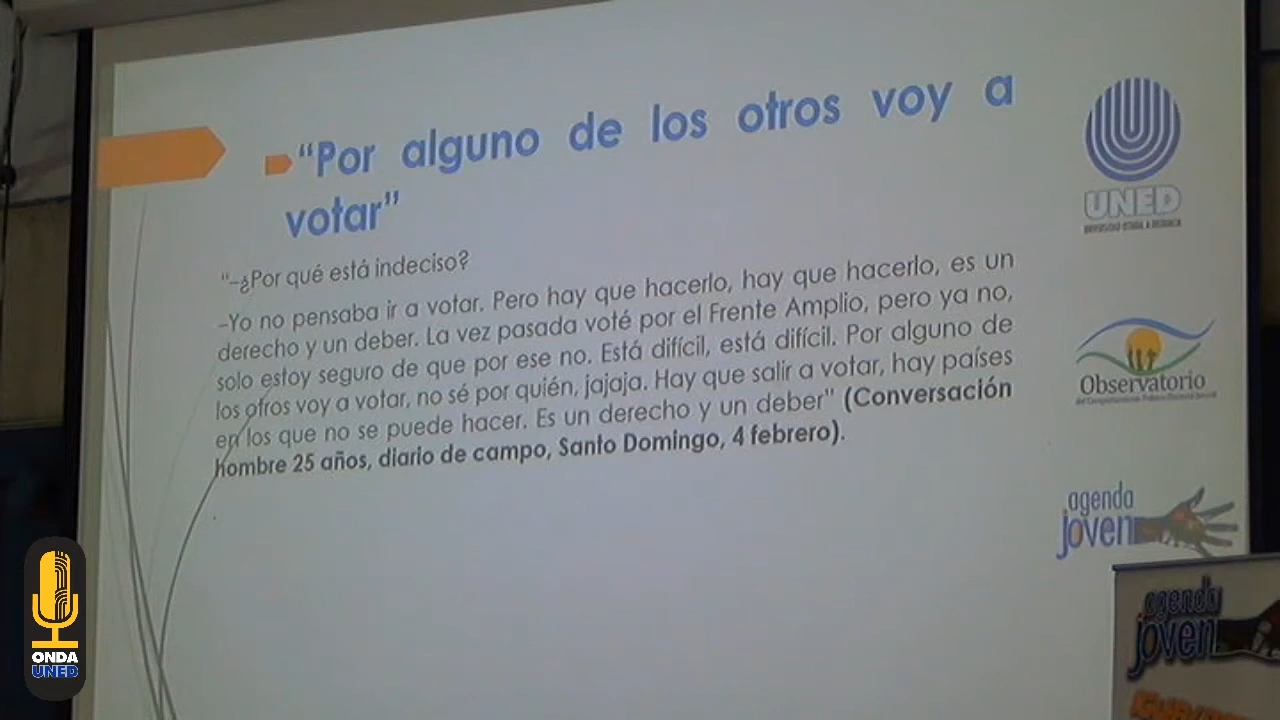 “Por alguno de los otros voy a
votar”
“–¿Por qué está indeciso?
–Yo no pensaba ir a votar. Pero hay que hacerlo, hay que hacerlo, es un
derecho y un deber. La vez pasada voté por el Frente Amplio, pero ya no,
solo estoy seguro de que por ese no. Está difícil, está difícil. Por alguno de
los otros voy a votar, no sé por quién, jajaja. Hay que salir a votar, hay países
en los que no se puede hacer. Es un derecho y un deber" (Conversación
hombre 25 años, diario de campo, Santo Domingo, 4 febrero).
UNED
Observatorio
agenda
joven
agenda
joven
ONDA
UNED